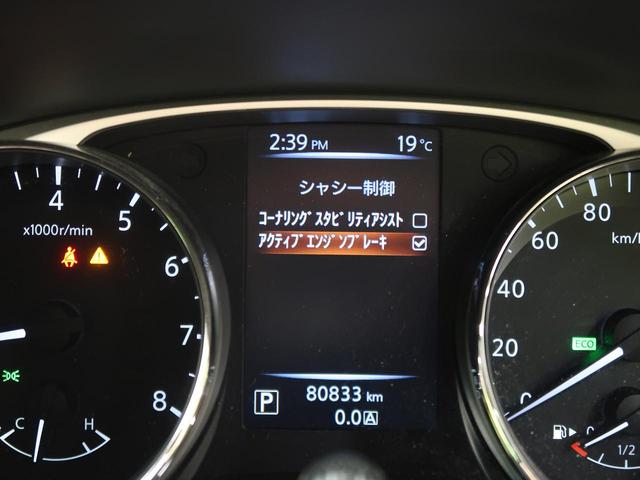 2:39 PM 19℃
シャシー制御
コーナリングスタビリティアシスト
アクティブエンジンブレーキ
P 80833 km
0.0 A
4
x1000r/min
5
6
7
8
C H
80
60
km/h
40
ECO
20
0
0
1/2